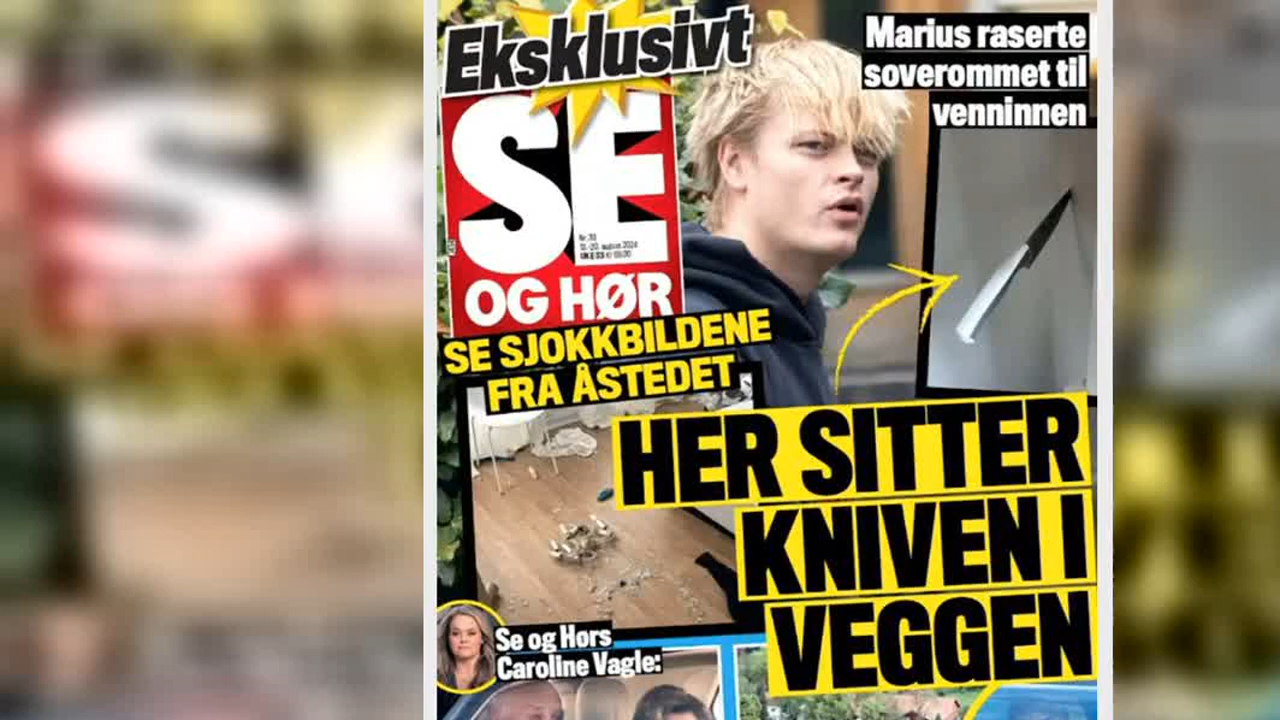 Eksklusivt
Marius raserte
soverommet til
venninnen
SE
OG HØR
SE SJOKKBILDENE
FRA ÅSTEDET
HER SITTER
KNIVEN I
VEGGEN
Se og Hørs
Caroline Vagle: